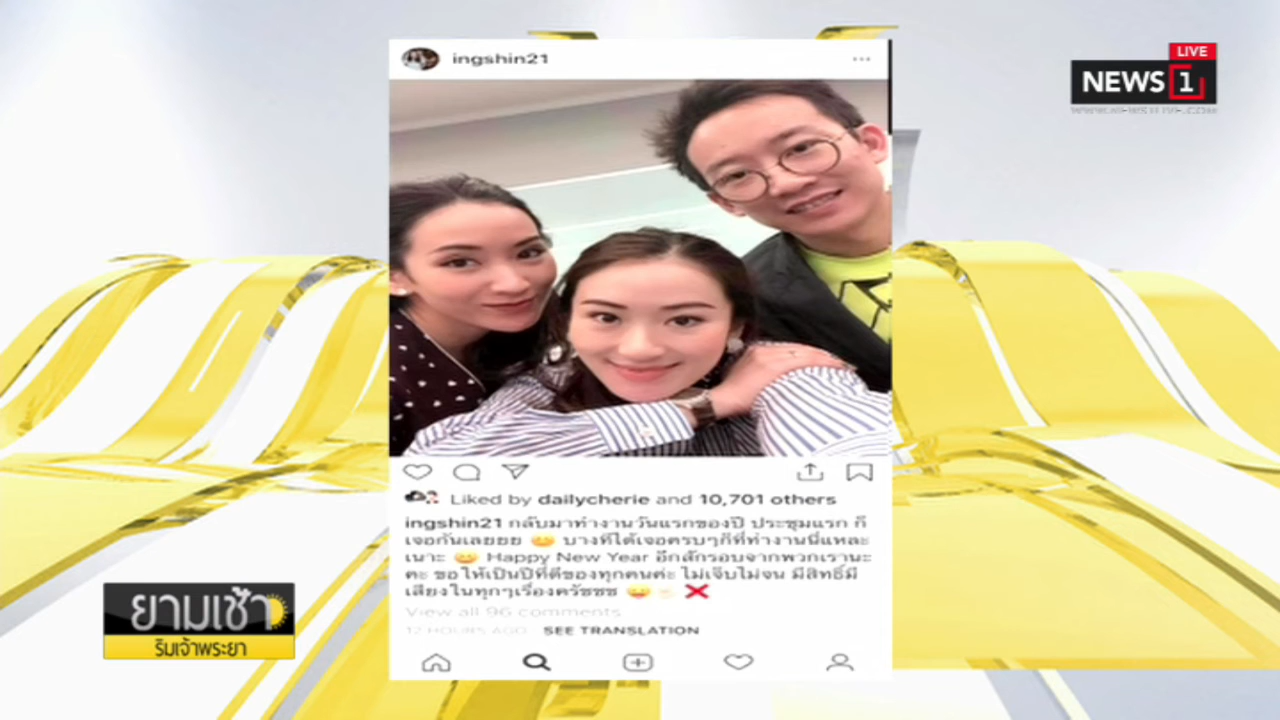 ingshin21
LIVE
NEWS 1
WWW.NEWS1LIVE.COM
Liked by dailycherie and 10,701 others
ingshin21 กลับมาทำงานวันแรกของปี ประชุมแรก ก็
เจอกันเลยยย 😄 บางทีได้เจอครบๆก็ที่ทำงานนี่แหละ
เนาะ 😄 Happy New Year อีกสักรอบจากพวกเรานะ
คะ ขอให้เป็นปีที่ดีของทุกคนค่ะ ไม่เจ็บไม่จน มีสิทธิ์มี
เสียงในทุกๆเรื่องครัชชช ❌
View all 96 comments
12 HOURS AGO SEE TRANSLATION
ยามเช้า
ริมเจ้าพระยา